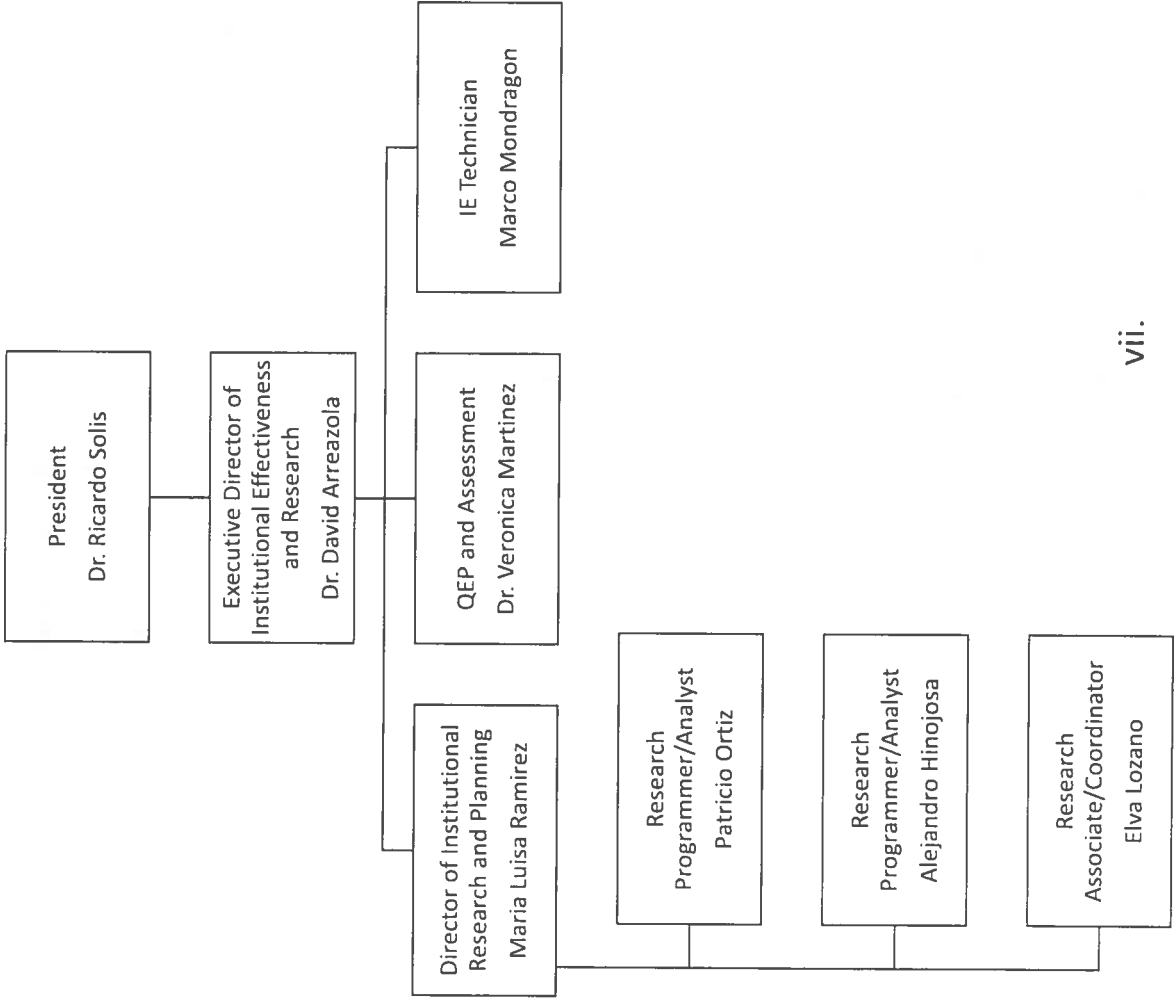 President
Dr. Ricardo Solis
Executive Director of
Institutional Effectiveness
and Research
Dr. David Arreazola
Director of Institutional
Research and Planning
Maria Luisa Ramirez
QEP and Assessment
Dr. Veronica Martinez
IE Technician
Marco Mondragon
Research
Programmer/Analyst
Patricio Ortiz
Research
Programmer/Analyst
Alejandro Hinojosa
Research
Associate/Coordinator
Elva Lozano
vii.